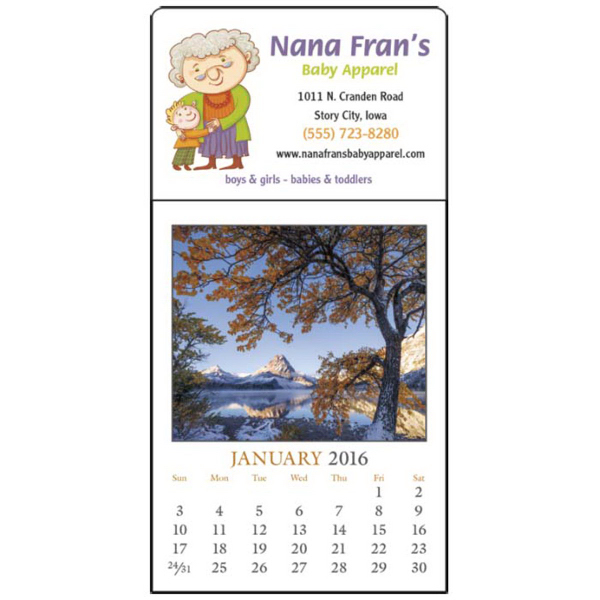 Nana Fran's
Baby Apparel
1011 N. Cranden Road
Story City, Iowa
(555) 723-8280
www.nanafransbabyapparel.com
boys & girls - babies & toddlers
JANUARY 2016
Sun Mon Tue Wed Thu Fri Sat
1 2
3 4 5 6 7 8 9
10 11 12 13 14 15 16
17 18 19 20 21 22 23
24/31 25 26 27 28 29 30